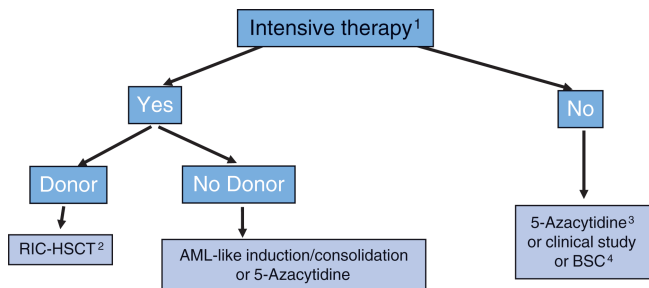 Intensive therapy¹
Yes
No
Donor
No Donor
RIC-HSCT²
AML-like induction/consolidation
or 5-Azacytidine
5-Azacytidine³
or clinical study
or BSC⁴